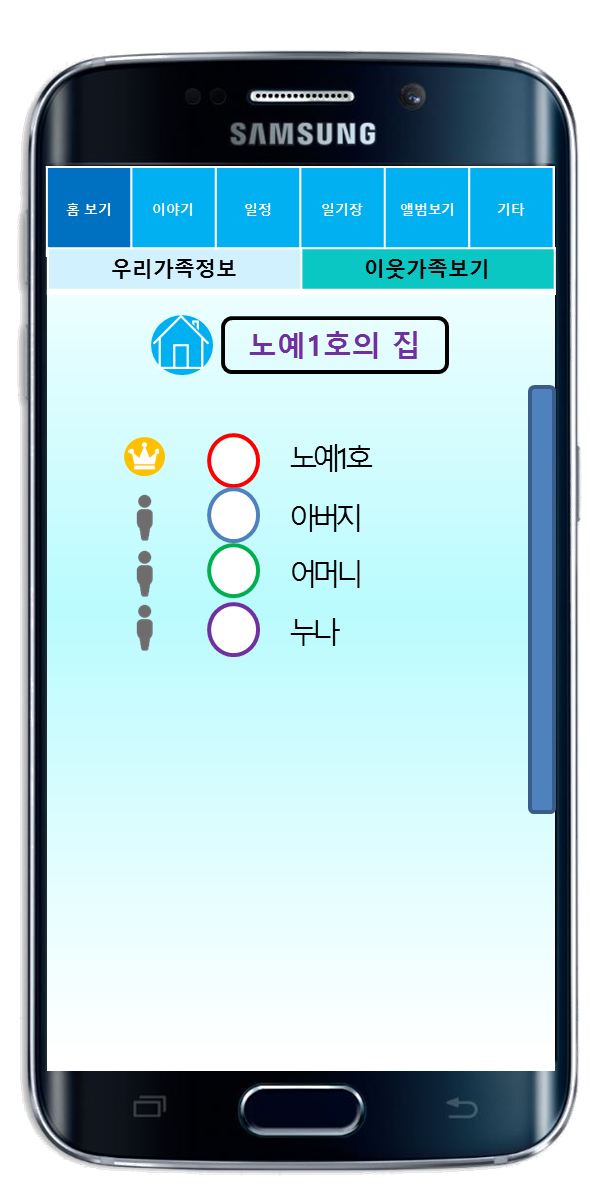 SAMSUNG
홈 보기 이야기 일정 일기장 앨범보기 기타
우리가족정보 이웃가족보기
노예1호의 집
노예1호
아버지
어머니
누나